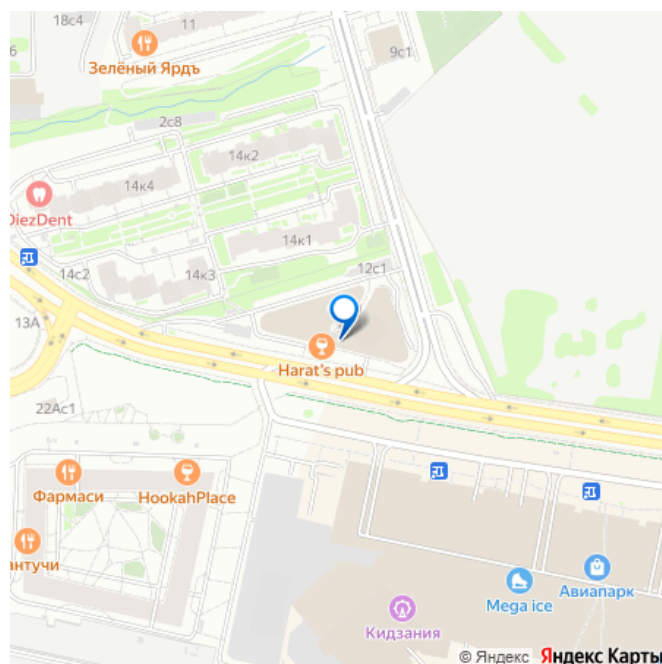 18с4
11
9с1
6
Зелёный Ярдъ
2с8
14к2
14к4
DiezDent
14к1
14с2
14к3
12с1
13А
Harat's pub
22Ас1
Фармаси
HookahPlace
антучи
Авиапарк
Mega ice
Кидзания
© Яндекс Яндекс Карты